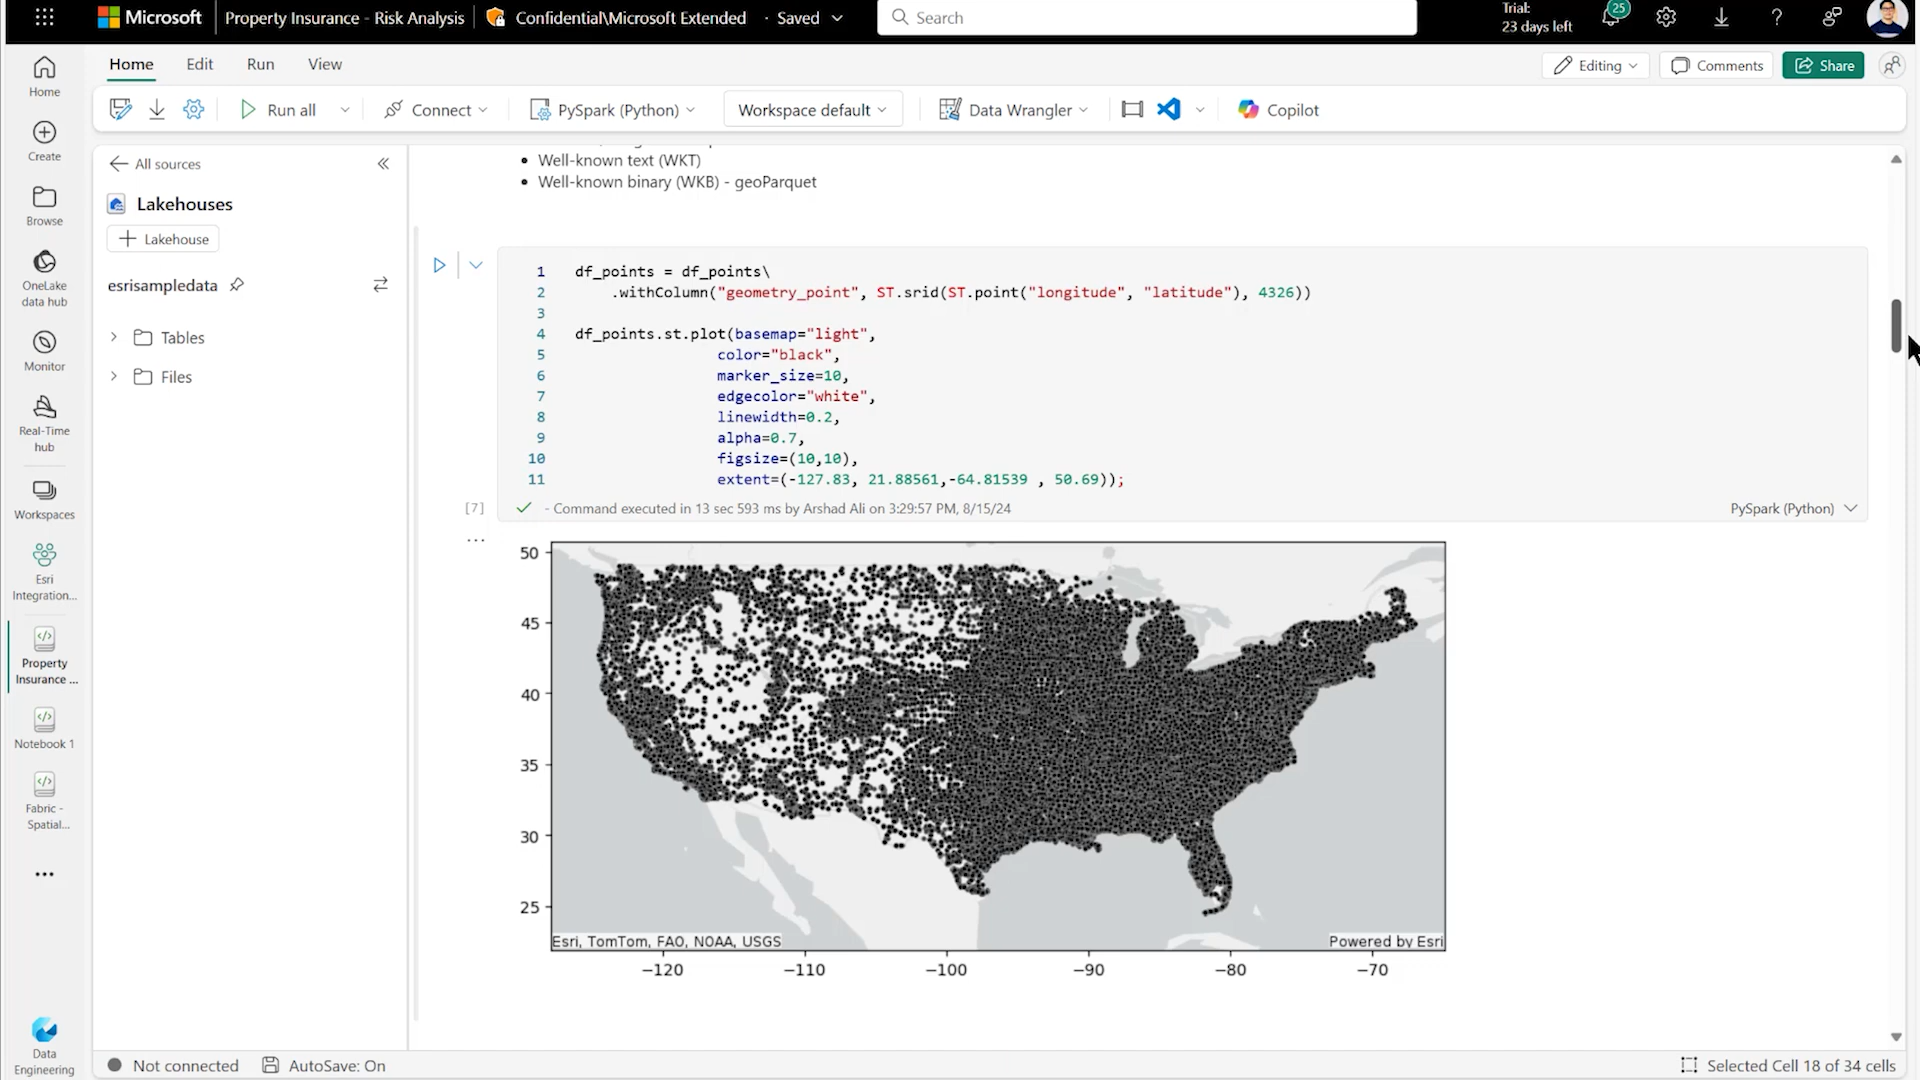 Microsoft
Property Insurance - Risk Analysis
Confidential\Microsoft Extended
· Saved
Search
Trial:
23 days left
25
?
Home
Edit
Run
View
Editing
Comments
Share
Run all
Connect
PySpark (Python)
Workspace default
Data Wrangler
Copilot
Home
Create
Browse
OneLake
data hub
Monitor
Real-Time
hub
Workspaces
Esri
Integration...
Property
Insurance ...
Notebook 1
Fabric -
Spatial...
Data
Engineering
All sources
Lakehouses
Lakehouse
esrisampledata
Tables
Files
• Well-known text (WKT)
• Well-known binary (WKB) - geoParquet
1 df_points = df_points\
2 .withColumn("geometry_point", ST.srid(ST.point("longitude", "latitude"), 4326))
3
4 df_points.st.plot(basemap="light",
5 color="black",
6 marker_size=10,
7 edgecolor="white",
8 linewidth=0.2,
9 alpha=0.7,
10 figsize=(10,10),
11 extent=(-127.83, 21.88561,-64.81539 , 50.69));
[7]
- Command executed in 13 sec 593 ms by Arshad Ali on 3:29:57 PM, 8/15/24
PySpark (Python)
50
45
40
35
30
25
Esri, TomTom, FAO, NOAA, USGS
Powered by Esri
−120
−110
−100
−90
−80
−70
Not connected
AutoSave: On
Selected Cell 18 of 34 cells